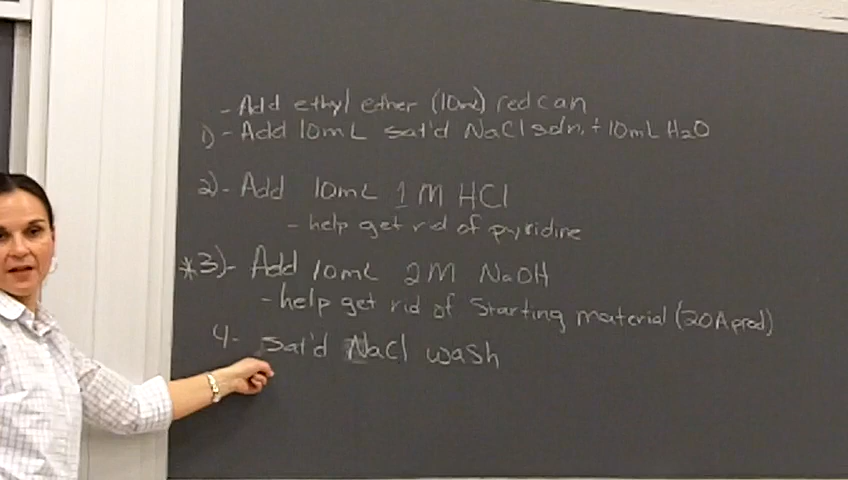 - Add ethyl ether (10mL) red can
1) - Add 10mL sat'd NaCl soln. + 10mL H2O
2) - Add 10mL 1 M HCl
- help get rid of pyridine
*3) - Add 10mL 2M NaOH
- help get rid of starting material (20A prod)
4 - sat'd NaCl wash